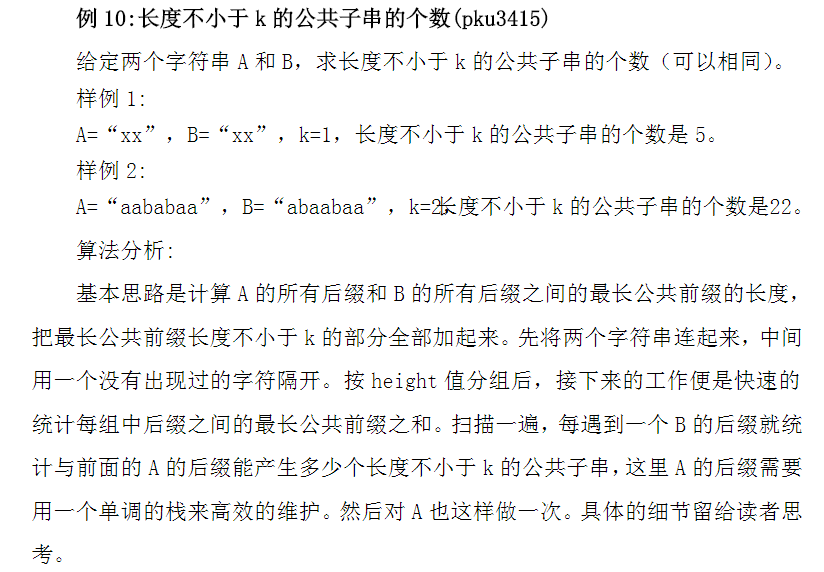 例 10:长度不小于 k 的公共子串的个数(pku3415)
给定两个字符串 A 和 B，求长度不小于 k 的公共子串的个数（可以相同）。
样例 1:
A=“xx”，B=“xx”，k=1，长度不小于 k 的公共子串的个数是 5。
样例 2:
A=“aababaa”，B=“abaabaa”，k=2，长度不小于 k 的公共子串的个数是22。
算法分析:
基本思路是计算 A 的所有后缀和 B 的所有后缀之间的最长公共前缀的长度，
把最长公共前缀长度不小于 k 的部分全部加起来。先将两个字符串连起来，中间
用一个没有出现过的字符隔开。按 height 值分组后，接下来的工作便是快速的
统计每组中后缀之间的最长公共前缀之和。扫描一遍，每遇到一个 B 的后缀就统
计与前面的 A 的后缀能产生多少个长度不小于 k 的公共子串，这里 A 的后缀需要
用一个单调的栈来高效的维护。然后对 A 也这样做一次。具体的细节留给读者思
考。